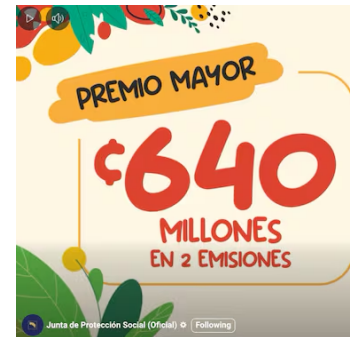 PREMIO MAYOR
₡640
MILLONES
EN 2 EMISIONES
Junta de Protección Social (Oficial) Following